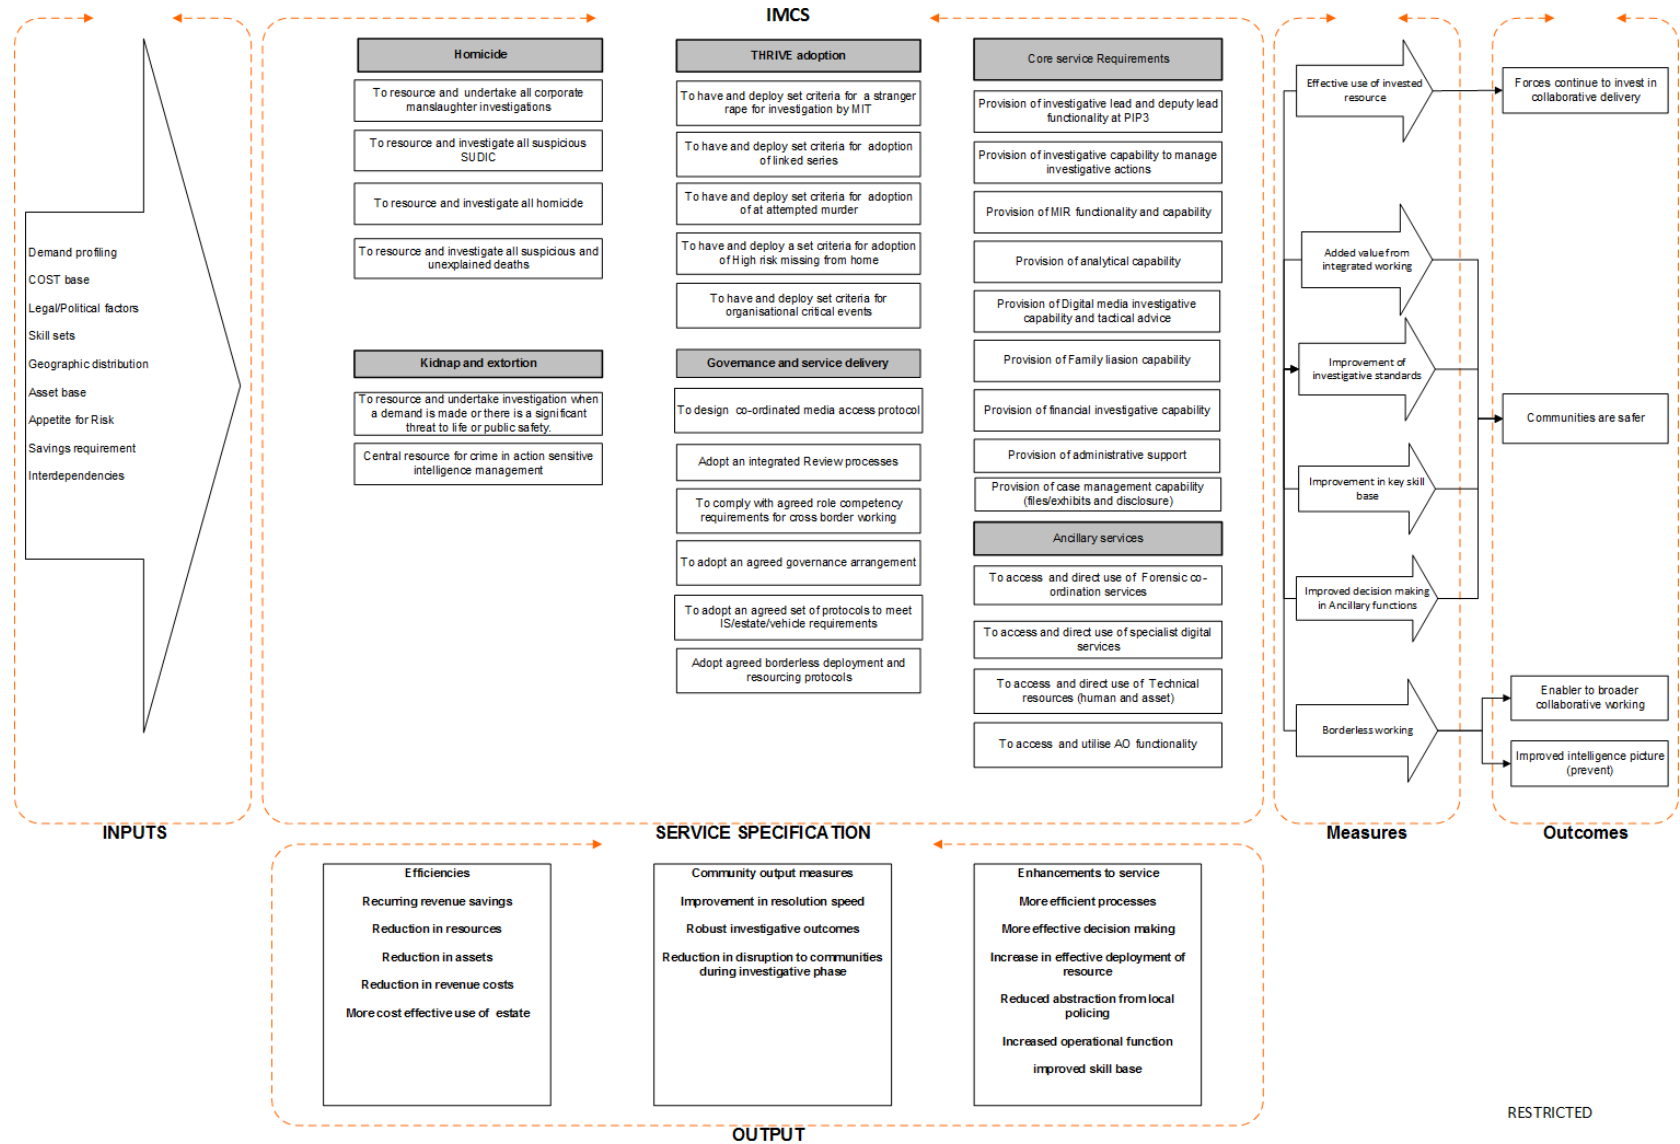 IMCS
Demand profiling
COST base
Legal/Political factors
Skill sets
Geographic distribution
Asset base
Appetite for Risk
Savings requirement
Interdependencies
INPUTS
Homicide
To resource and undertake all corporate
manslaughter investigations
To resource and investigate all suspicious
SUDIC
To resource and investigate all homicide
To resource and investigate all suspicious and
unexplained deaths
Kidnap and extortion
To resource and undertake investigation when
a demand is made or there is a significant
threat to life or public safety.
Central resource for crime in action sensitive
intelligence management
THRIVE adoption
To have and deploy set criteria for a stranger
rape for investigation by MIT
To have and deploy set criteria for adoption
of linked series
To have and deploy set criteria for adoption
of at attempted murder
To have and deploy a set criteria for adoption
of High risk missing from home
To have and deploy set criteria for
organisational critical events
Governance and service delivery
To design co-ordinated media access protocol
Adopt an integrated Review processes
To comply with agreed role competency
requirements for cross border working
To adopt an agreed governance arrangement
To adopt an agreed set of protocols to meet
IS/estate/vehicle requirements
Adopt agreed borderless deployment and
resourcing protocols
Core service Requirements
Provision of investigative lead and deputy lead
functionality at PIP3
Provision of investigative capability to manage
investigative actions
Provision of MIR functionality and capability
Provision of analytical capability
Provision of Digital media investigative
capability and tactical advice
Provision of Family liasion capability
Provision of financial investigative capability
Provision of administrative support
Provision of case management capability
(files/exhibits and disclosure)
Ancillary services
To access and direct use of Forensic co-
ordination services
To access and direct use of specialist digital
services
To access and direct use of Technical
resources (human and asset)
To access and utilise AO functionality
SERVICE SPECIFICATION
Effective use of invested
resource
Added value from
integrated working
Improvement of
investigative standards
Improvement in key skill
base
Improved decision making
in Ancillary functions
Borderless working
Measures
Forces continue to invest in
collaborative delivery
Communities are safer
Enabler to broader
collaborative working
Improved intelligence picture
(prevent)
Outcomes
Efficiencies
Recurring revenue savings
Reduction in resources
Reduction in assets
Reduction in revenue costs
More cost effective use of estate
Community output measures
Improvement in resolution speed
Robust investigative outcomes
Reduction in disruption to communities
during investigative phase
Enhancements to service
More efficient processes
More effective decision making
Increase in effective deployment of
resource
Reduced abstraction from local
policing
Increased operational function
improved skill base
OUTPUT
RESTRICTED